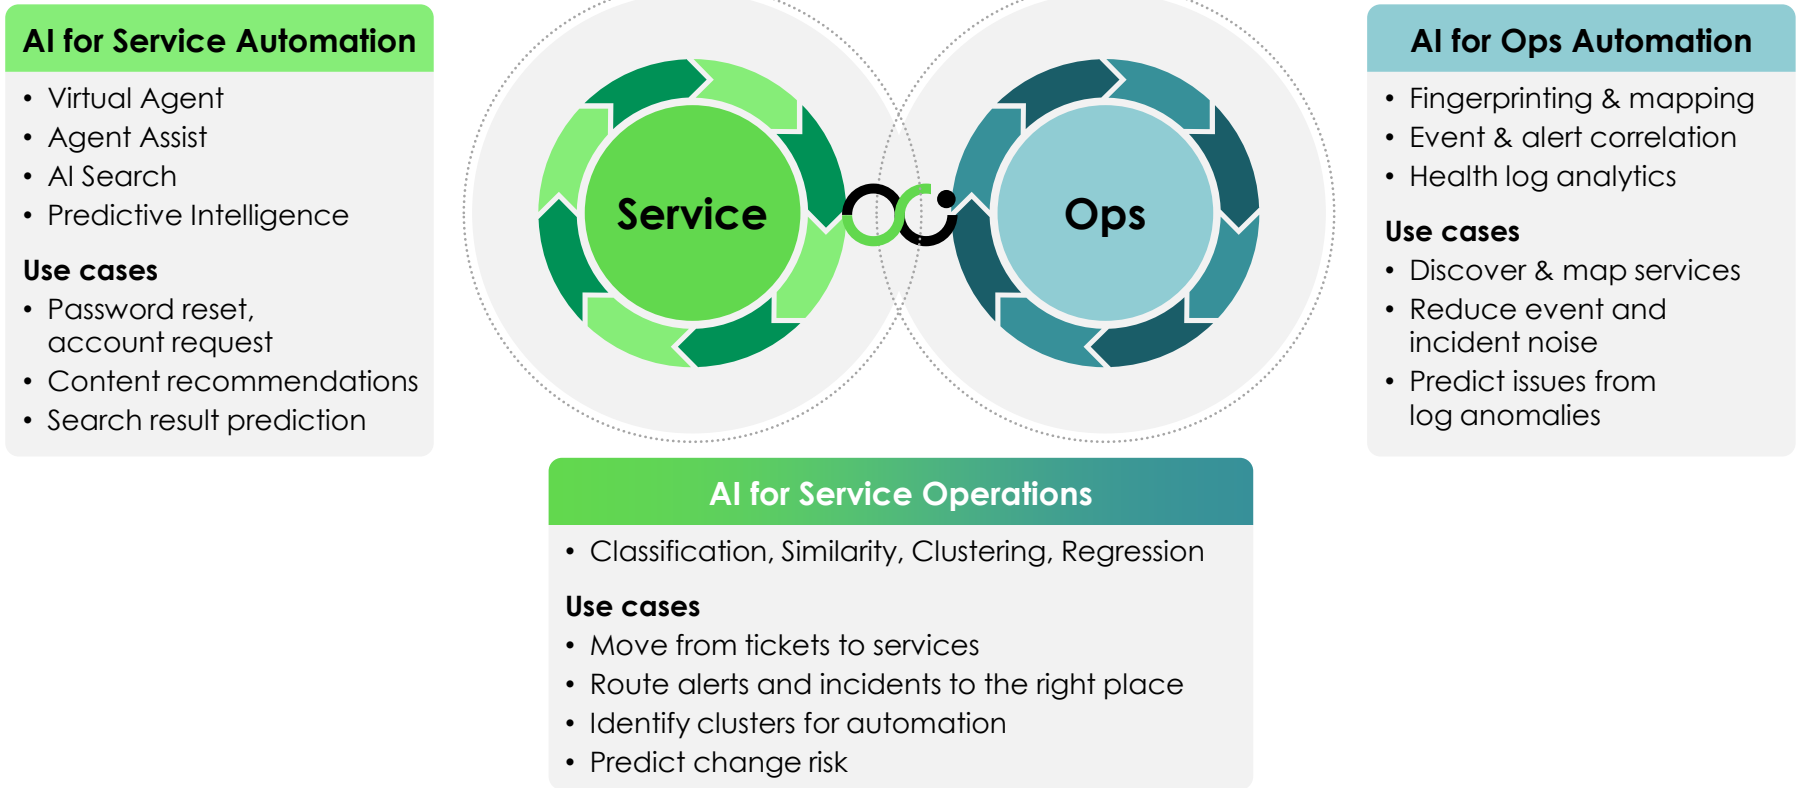 AI for Service Automation
• Virtual Agent
• Agent Assist
• AI Search
• Predictive Intelligence
Use cases
• Password reset,
account request
• Content recommendations
• Search result prediction
Service
Ops
AI for Ops Automation
• Fingerprinting & mapping
• Event & alert correlation
• Health log analytics
Use cases
• Discover & map services
• Reduce event and
incident noise
• Predict issues from
log anomalies
AI for Service Operations
• Classification, Similarity, Clustering, Regression
Use cases
• Move from tickets to services
• Route alerts and incidents to the right place
• Identify clusters for automation
• Predict change risk